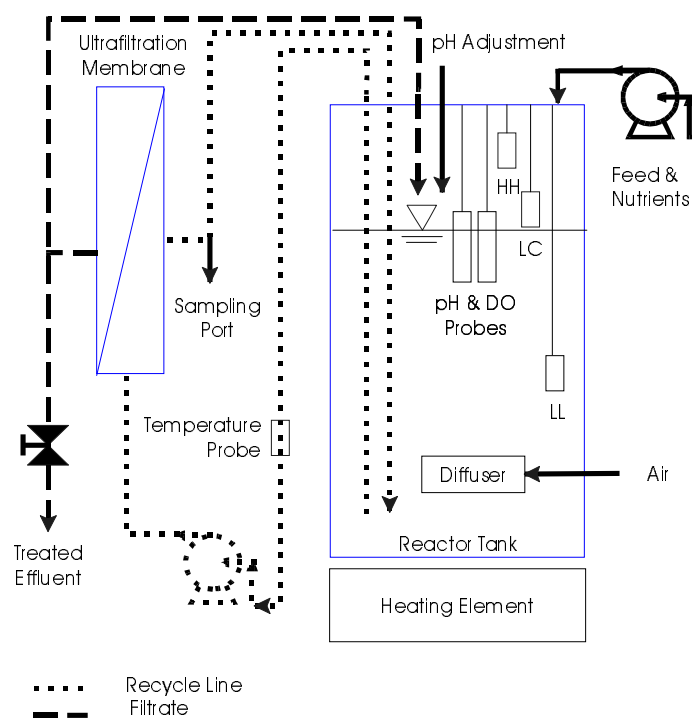 Ultrafiltration
Membrane
pH Adjustment
Feed &
Nutrients
HH
LC
Sampling
Port
pH & DO
Probes
LL
Temperature
Probe
Diffuser
Air
Treated
Effluent
Reactor Tank
Heating Element
Recycle Line
Filtrate